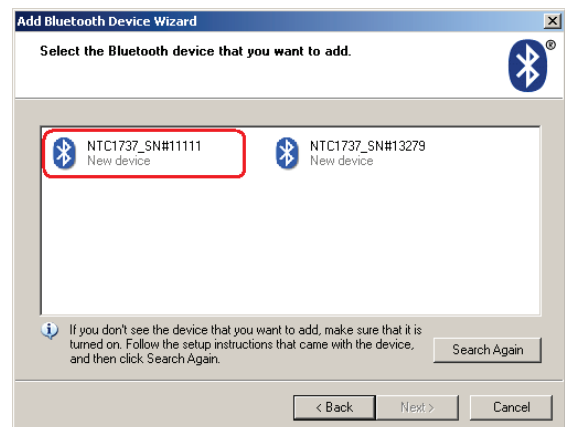 Add Bluetooth Device Wizard
Select the Bluetooth device that you want to add.
®
NTC1737_SN#11111
New device
NTC1737_SN#13279
New device
If you don't see the device that you want to add, make sure that it is
turned on. Follow the setup instructions that came with the device,
and then click Search Again.
Search Again
< Back
Next >
Cancel